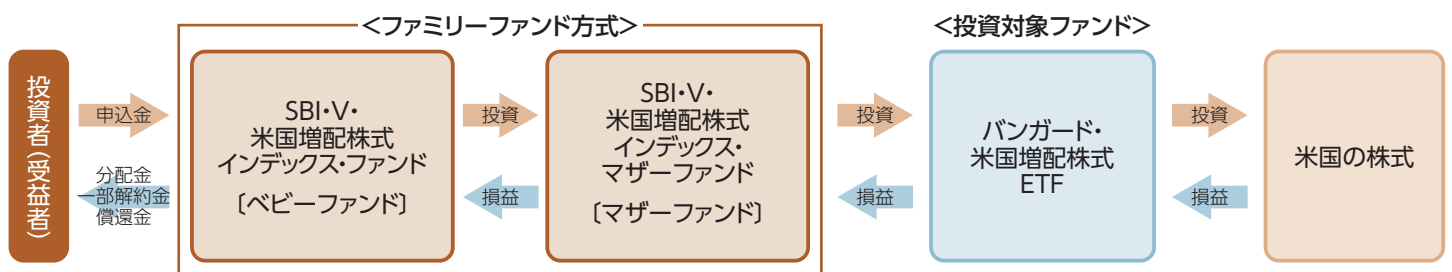 <ファミリーファンド方式>
<投資対象ファンド>
投資者(受益者)
申込金
分配金
一部解約金
償還金
SBI・V・
米国増配株式
インデックス・ファンド
〔ベビーファンド〕
投資
損益
SBI・V・
米国増配株式
インデックス・
マザーファンド
〔マザーファンド〕
投資
損益
バンガード・
米国増配株式
ETF
投資
損益
米国の株式